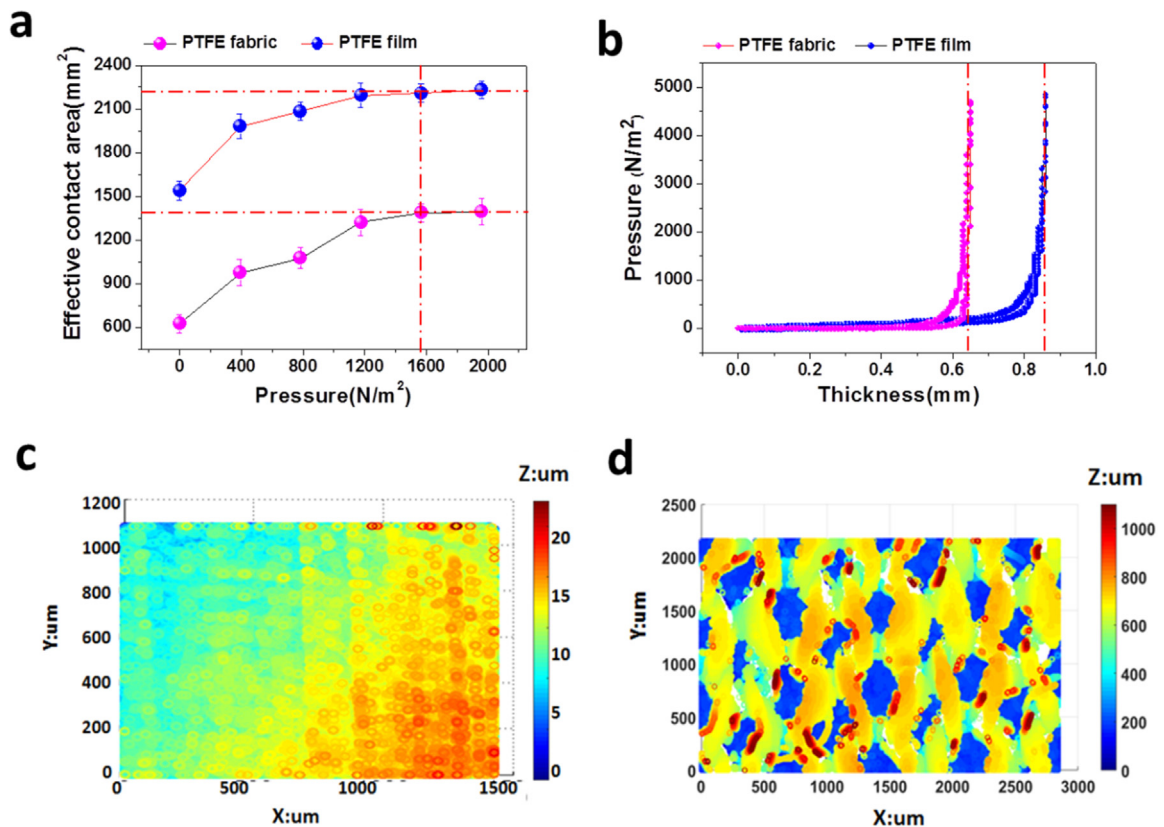 a
PTFE fabric PTFE film
Effective contact area(mm²)
2400
2100
1800
1500
1200
900
600
0 400 800 1200 1600 2000
Pressure(N/m²)
b
PTFE fabric PTFE film
Pressure (N/m²)
5000
4000
3000
2000
1000
0
0.0 0.2 0.4 0.6 0.8 1.0
Thickness(mm)
c
Z:um
Y:um
1200
1000
800
600
400
200
0
0 500 1000 1500
X:um
20
15
10
5
0
d
Z:um
Y:um
2500
2000
1500
1000
500
0
0 500 1000 1500 2000 2500 3000
X:um
1000
800
600
400
200
0